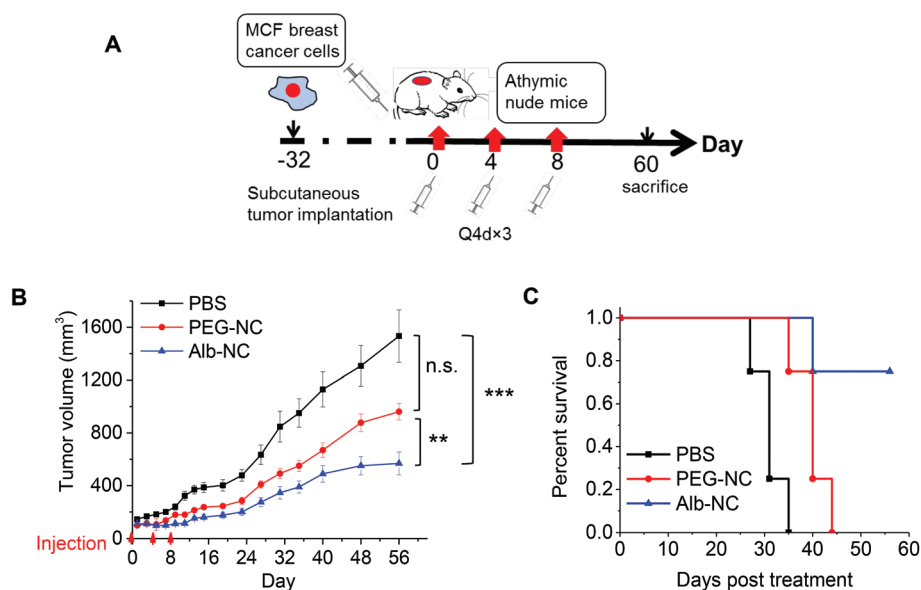 A
MCF breast
cancer cells
Athymic
nude mice
Day
-32
0
4
8
60
sacrifice
Subcutaneous
tumor implantation
Q4d×3
B
PBS
PEG-NC
Alb-NC
Tumor volume (mm³)
1600
1200
800
400
0
n.s.
***
**
Injection
0
8
16
24
32
40
48
56
Day
C
Percent survival
1.0
0.8
0.6
0.4
0.2
0.0
PBS
PEG-NC
Alb-NC
0
10
20
30
40
50
60
Days post treatment